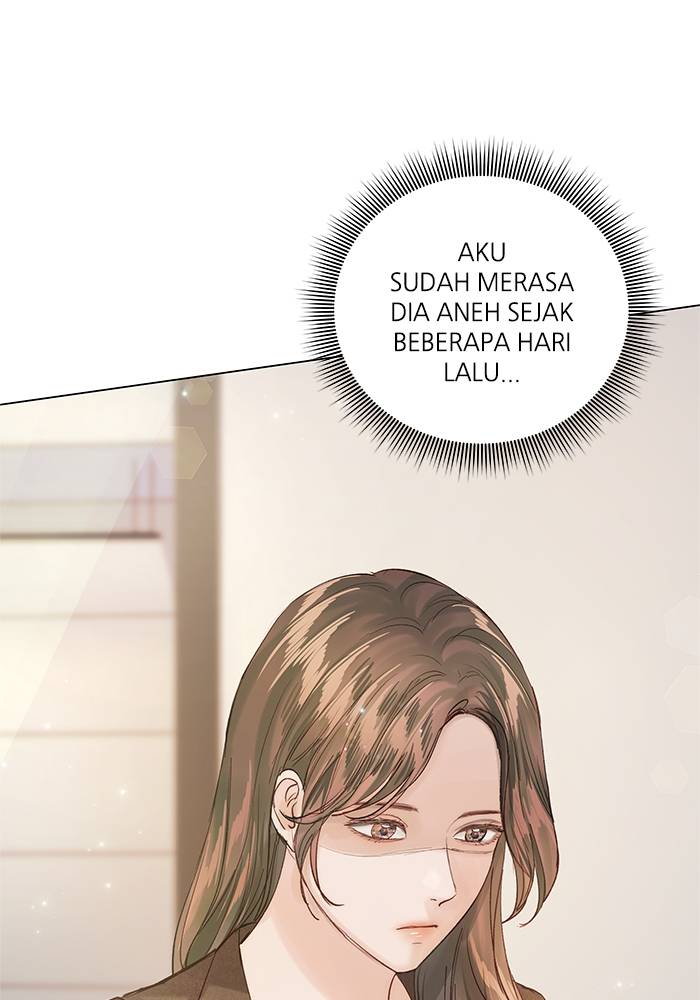 AKU
SUDAH MERASA
DIA ANEH SEJAK
BEBERAPA HARI
LALU...